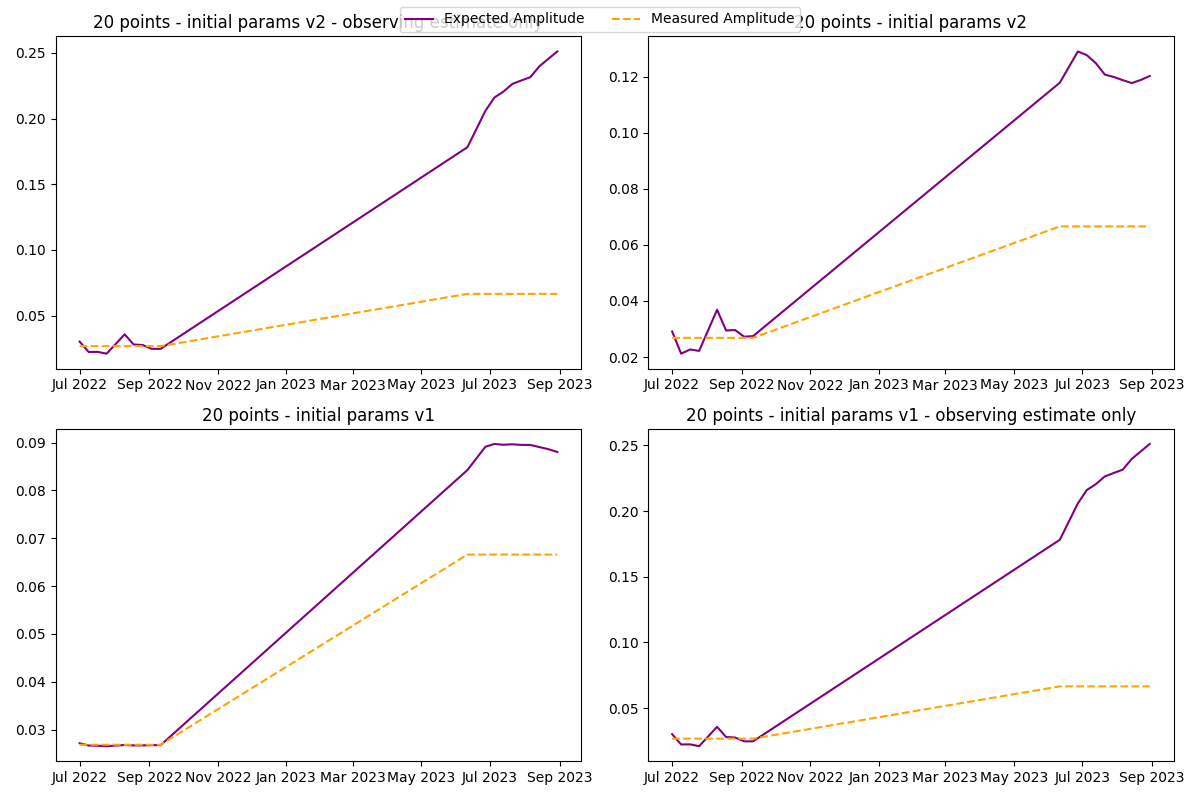 Expected Amplitude Measured Amplitude
20 points - initial params v2 - observing estimate only
0.25
0.20
0.15
0.10
0.05
Jul 2022 Sep 2022 Nov 2022 Jan 2023 Mar 2023 May 2023 Jul 2023 Sep 2023
20 points - initial params v2
0.12
0.10
0.08
0.06
0.04
0.02
Jul 2022 Sep 2022 Nov 2022 Jan 2023 Mar 2023 May 2023 Jul 2023 Sep 2023
20 points - initial params v1
0.09
0.08
0.07
0.06
0.05
0.04
0.03
Jul 2022 Sep 2022 Nov 2022 Jan 2023 Mar 2023 May 2023 Jul 2023 Sep 2023
20 points - initial params v1 - observing estimate only
0.25
0.20
0.15
0.10
0.05
Jul 2022 Sep 2022 Nov 2022 Jan 2023 Mar 2023 May 2023 Jul 2023 Sep 2023